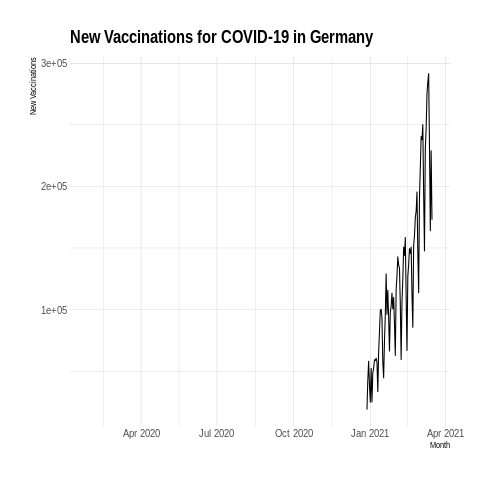 New Vaccinations for COVID-19 in Germany
New Vaccinations
3e+05
2e+05
1e+05
Apr 2020 Jul 2020 Oct 2020 Jan 2021 Apr 2021
Month